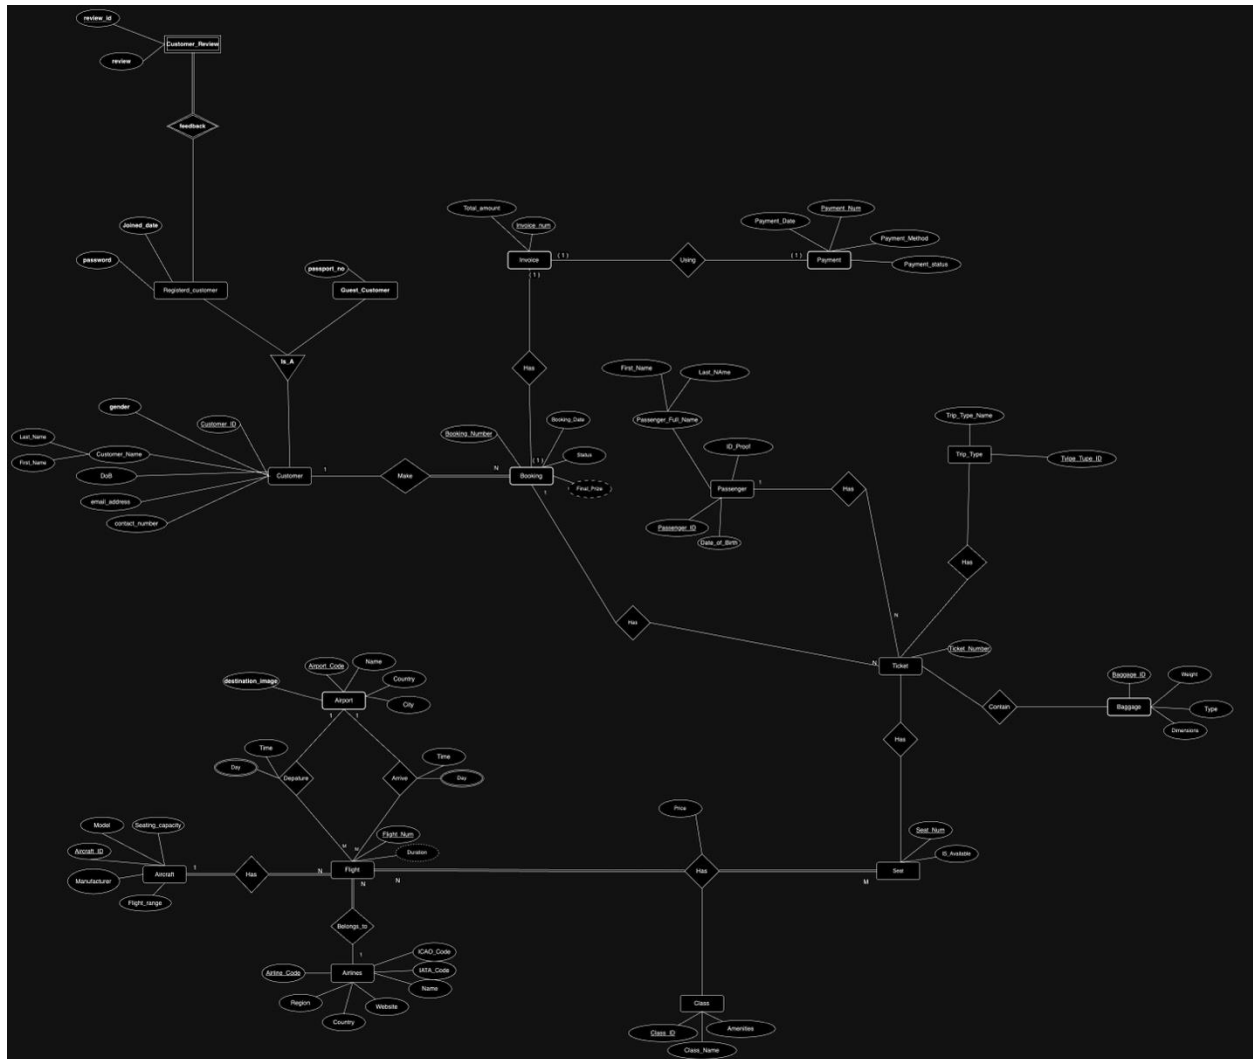 review_id
Customer_Review
review
feedback
Joined_date
password
Registerd_customer
passport_no
Guest_Customer
Is_A
gender
Customer_ID
Last_Name
Customer_Name
First_Name
DoB
email_address
contact_number
Customer
1
Make
N
Total_amount
Invoice_num
Invoice
( 1 )
Using
( 1 )
Payment_Date
Payment_Num
Payment_Method
Payment
Payment_status
( 1 )
Has
Booking_Date
Booking_Number
Status
( 1 )
Booking
Final_Prize
1
First_Name
Last_NAme
Passenger_Full_Name
ID_Proof
Passenger
1
Has
Passenger_ID
Date_of_Birth
N
Trip_Type_Name
Trip_Type
Has
Has
N
Ticket_Number
Ticket
Contain
Baggage_ID
Weight
Baggage
Type
Dimensions
Has
Airport_Code
Name
Country
destination_image
Airport
City
1
1
Time
Day
Depature
Arrive
Time
Day
M
M
Flight_Num
Duration
Model
Seating_capacity
Aircraft_ID
Manufacturer
Aircraft
Flight_range
1
Has
N
Flight
N
N
Belongs_to
1
Airline_Code
Airlines
ICAO_Code
IATA_Code
Name
Region
Website
Country
Price
Has
M
Seat_Num
IS_Available
Class
Class_ID
Amenities
Class_Name